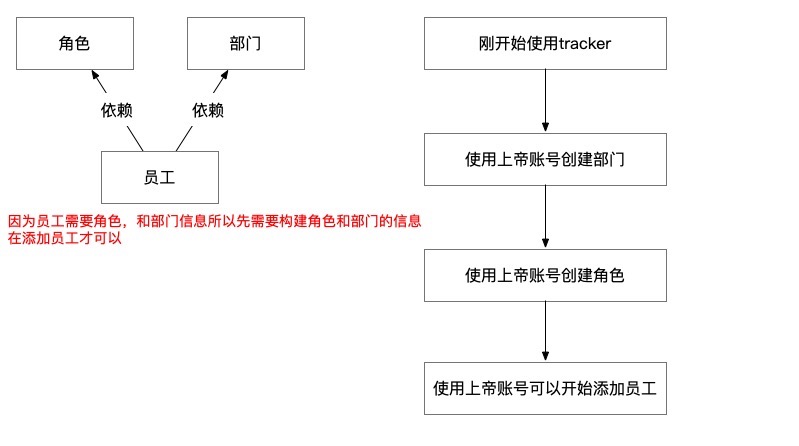 角色
部门
依赖
依赖
员工
因为员工需要角色，和部门信息所以先需要构建角色和部门的信息
在添加员工才可以
刚开始使用tracker
使用上帝账号创建部门
使用上帝账号创建角色
使用上帝账号可以开始添加员工